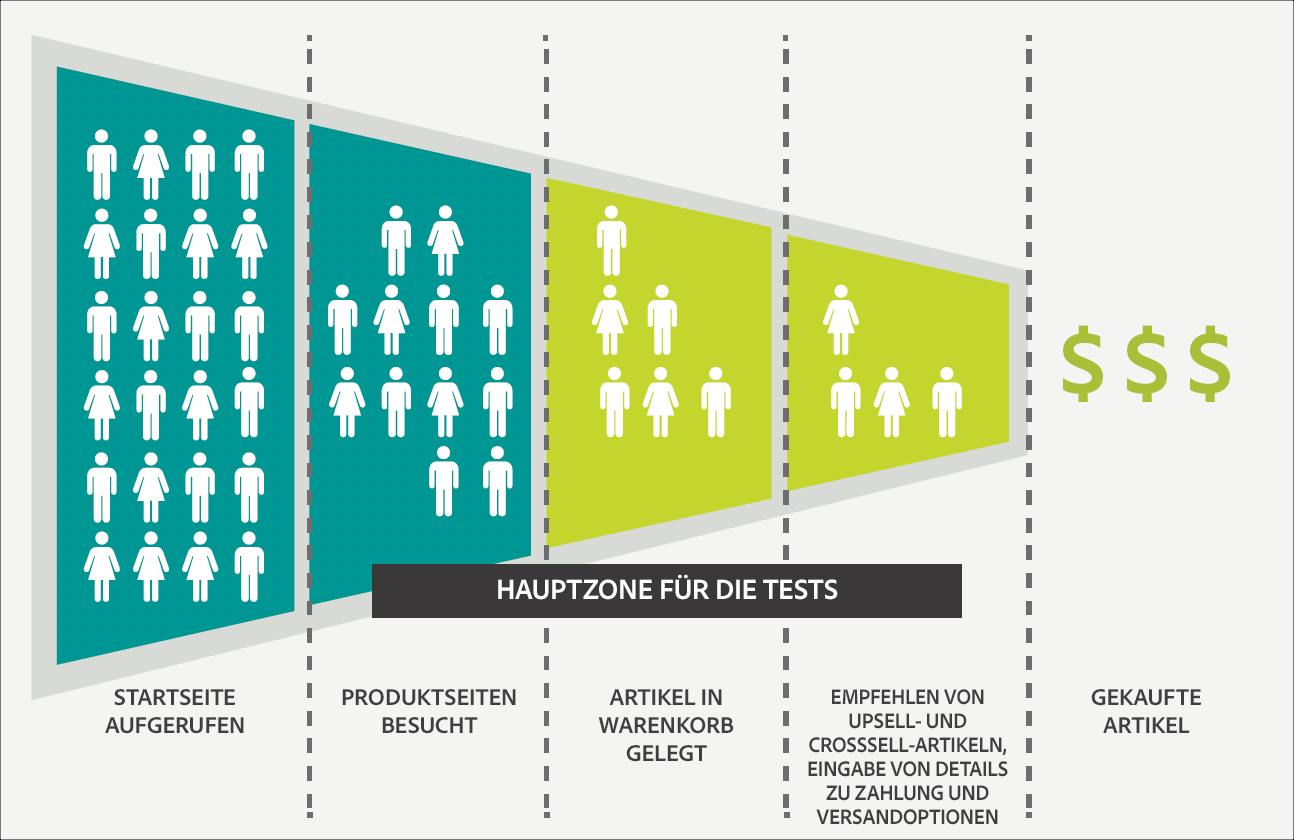 $ $ $
HAUPTZONE FÜR DIE TESTS
STARTSEITE
AUFGERUFEN
PRODUKTSEITEN
BESUCHT
ARTIKEL IN
WARENKORB
GELEGT
EMPFEHLEN VON
UPSELL- UND
CROSSSELL-ARTIKELN,
EINGABE VON DETAILS
ZU ZAHLUNG UND
VERSANDOPTIONEN
GEKAUFTE
ARTIKEL